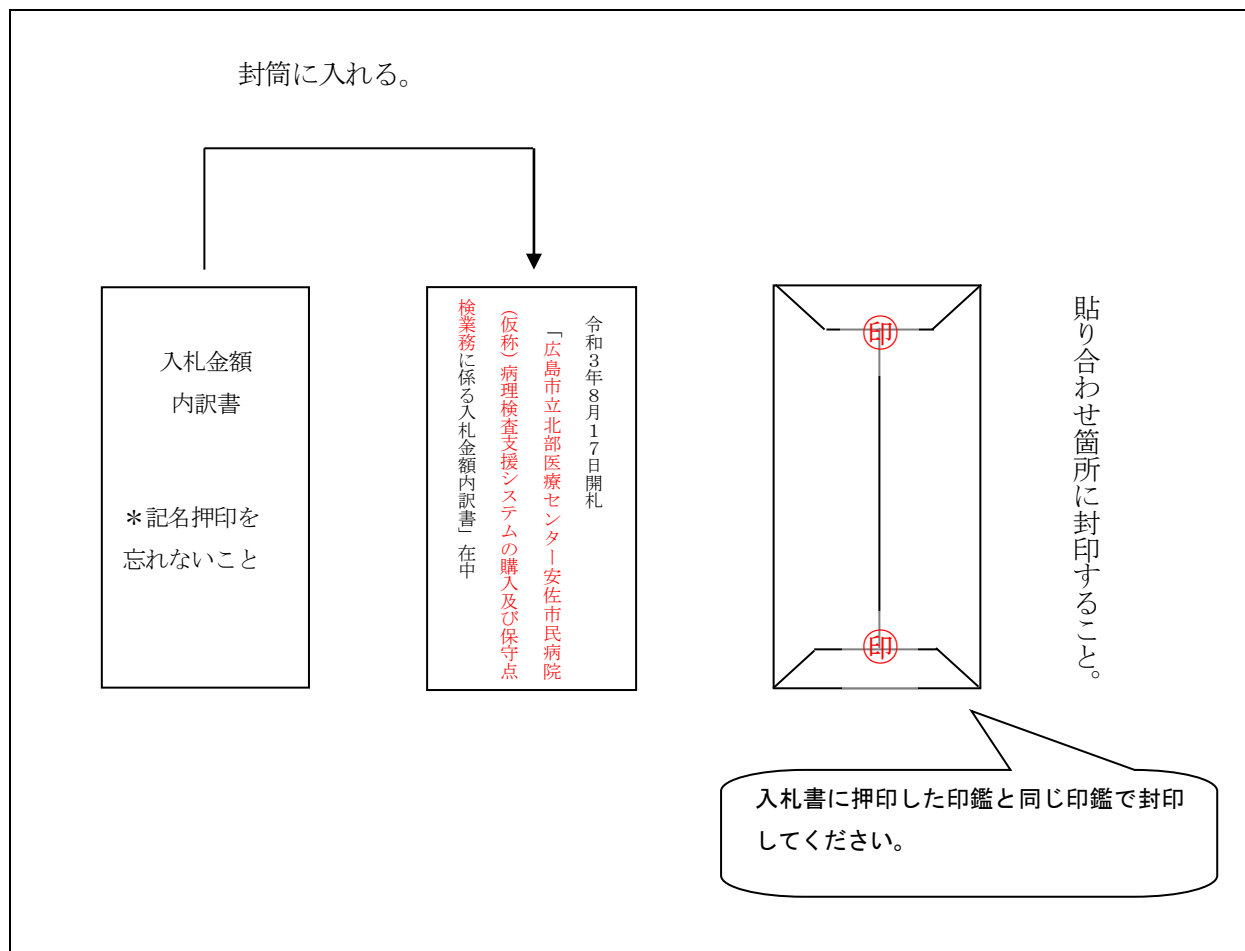 封筒に入れる。
入札金額
内訳書
＊記名押印を
忘れないこと
令和３年８月１７日開札
「広島市立北部医療センター安佐市民病院
（仮称）病理検査支援システムの購入及び保守点
検業務に係る入札金額内訳書」在中
印
印
貼り合わせ箇所に封印すること。
入札書に押印した印鑑と同じ印鑑で封印
してください。